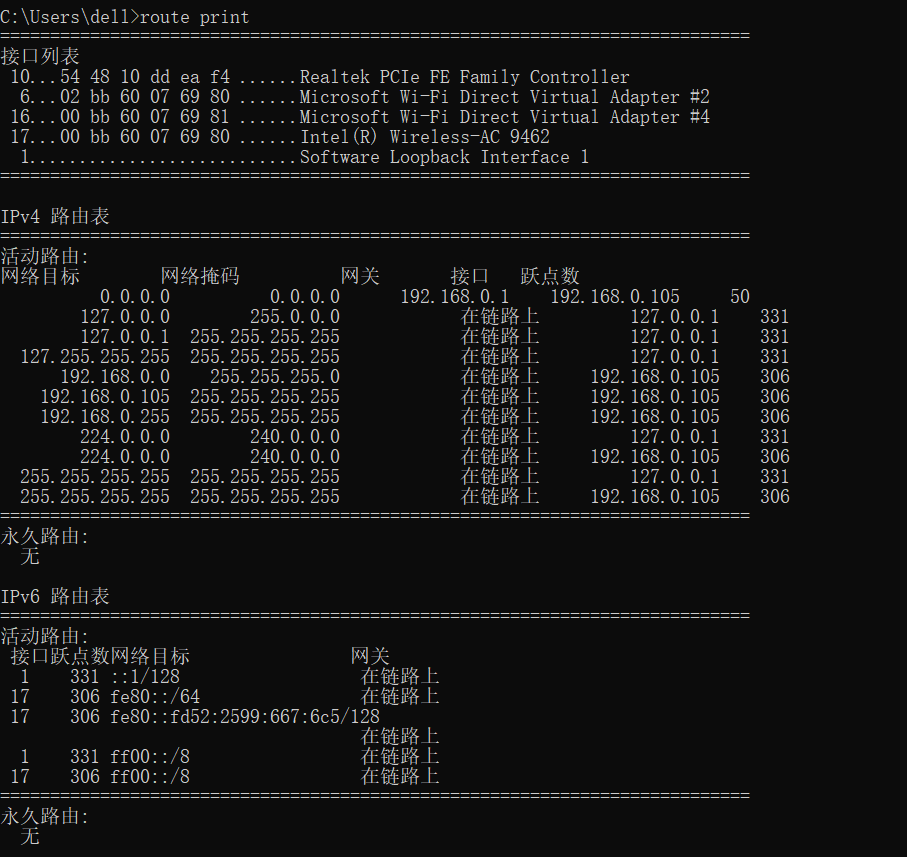 C:\Users\dell>route print
===========================================================================
接口列表
 10...54 48 10 dd ea f4 ......Realtek PCIe FE Family Controller
  6...02 bb 60 07 69 80 ......Microsoft Wi-Fi Direct Virtual Adapter #2
 16...00 bb 60 07 69 81 ......Microsoft Wi-Fi Direct Virtual Adapter #4
 17...00 bb 60 07 69 80 ......Intel(R) Wireless-AC 9462
  1...........................Software Loopback Interface 1
===========================================================================
IPv4 路由表
===========================================================================
活动路由:
网络目标        网络掩码          网关       接口   跃点数
          0.0.0.0          0.0.0.0      192.168.0.1    192.168.0.105     50
        127.0.0.0        255.0.0.0            在链路上         127.0.0.1    331
        127.0.0.1  255.255.255.255            在链路上         127.0.0.1    331
  127.255.255.255  255.255.255.255            在链路上         127.0.0.1    331
      192.168.0.0    255.255.255.0            在链路上     192.168.0.105    306
    192.168.0.105  255.255.255.255            在链路上     192.168.0.105    306
    192.168.0.255  255.255.255.255            在链路上     192.168.0.105    306
        224.0.0.0        240.0.0.0            在链路上         127.0.0.1    331
        224.0.0.0        240.0.0.0            在链路上     192.168.0.105    306
  255.255.255.255  255.255.255.255            在链路上         127.0.0.1    331
  255.255.255.255  255.255.255.255            在链路上     192.168.0.105    306
===========================================================================
永久路由:
  无
IPv6 路由表
===========================================================================
活动路由:
 接口跃点数网络目标                网关
  1    331 ::1/128                  在链路上
 17    306 fe80::/64                在链路上
 17    306 fe80::fd52:2599:667:6c5/128
                                    在链路上
  1    331 ff00::/8                 在链路上
 17    306 ff00::/8                 在链路上
===========================================================================
永久路由:
  无